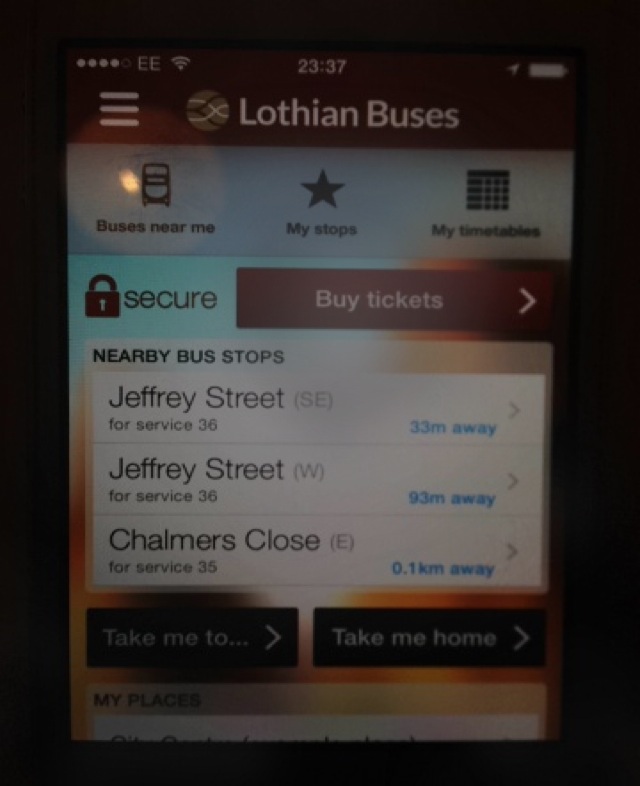 EE 23:37
Lothian Buses
Buses near me My stops My timetables
secure Buy tickets
NEARBY BUS STOPS
Jeffrey Street (SE)
for service 36 33m away
Jeffrey Street (W)
for service 36 93m away
Chalmers Close (E)
for service 35 0.1km away
Take me to... Take me home
MY PLACES